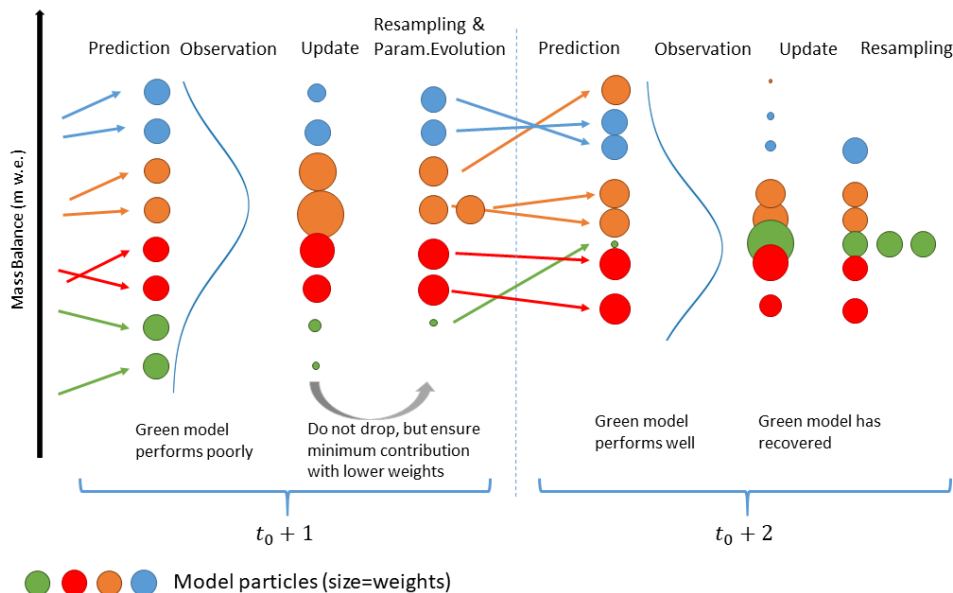 Resampling &
Prediction Observation Update Param.Evolution Prediction Observation Update Resampling
Mass Balance (m w.e.)
Green model
performs poorly
Do not drop, but ensure
minimum contribution
with lower weights
Green model
performs well
Green model has
recovered
t₀ + 1
t₀ + 2
Model particles (size=weights)